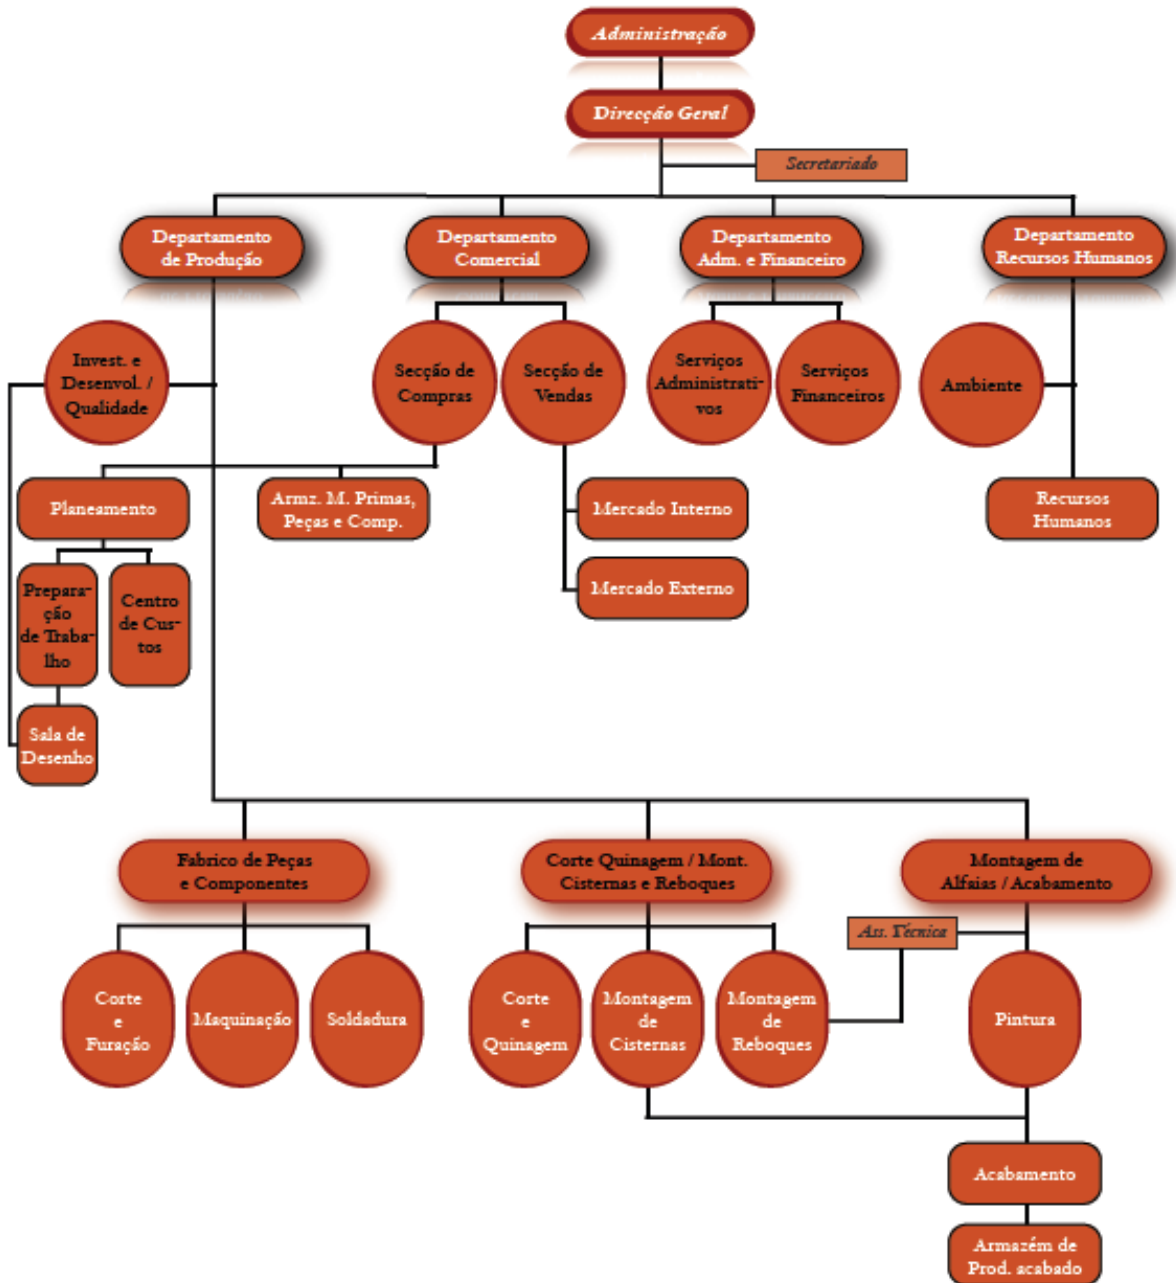 Administração
Direcção Geral
Secretariado
Departamento
de Produção
Departamento
Comercial
Departamento
Adm. e Financeiro
Departamento
Recursos Humanos
Invest. e
Desenvol. /
Qualidade
Secção de
Compras
Secção de
Vendas
Serviços
Administrati-
vos
Serviços
Financeiros
Ambiente
Planeamento
Armz. M. Primas,
Peças e Comp.
Mercado Interno
Recursos
Humanos
Mercado Externo
Prepara-
ção
de Traba-
lho
Centro
de Cus-
tos
Sala de
Desenho
Fabrico de Peças
e Componentes
Corte Quinagem / Mont.
Cisternas e Reboques
Montagem de
Alfaias / Acabamento
Ass. Técnica
Corte
e
Furação
Maquinação
Soldadura
Corte
e
Quinagem
Montagem
de
Cisternas
Montagem
de
Reboques
Pintura
Acabamento
Armazém de
Prod. acabado